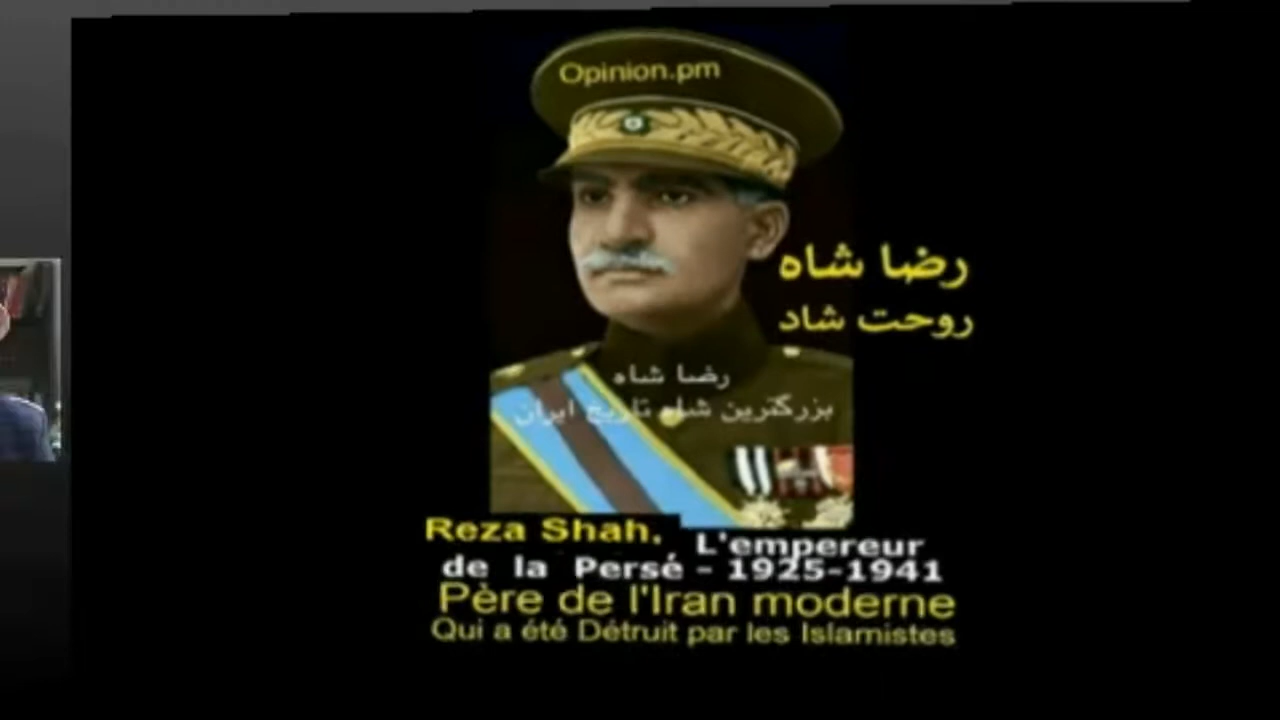 Opinion.pm
رضا شاه
روحت شاد
رضا شاه
بزرگترین شاه تاریخ ایران
Reza Shah, L'empereur
de la Persé - 1925-1941
Père de l'Iran moderne
Qui a été Détruit par les Islamistes